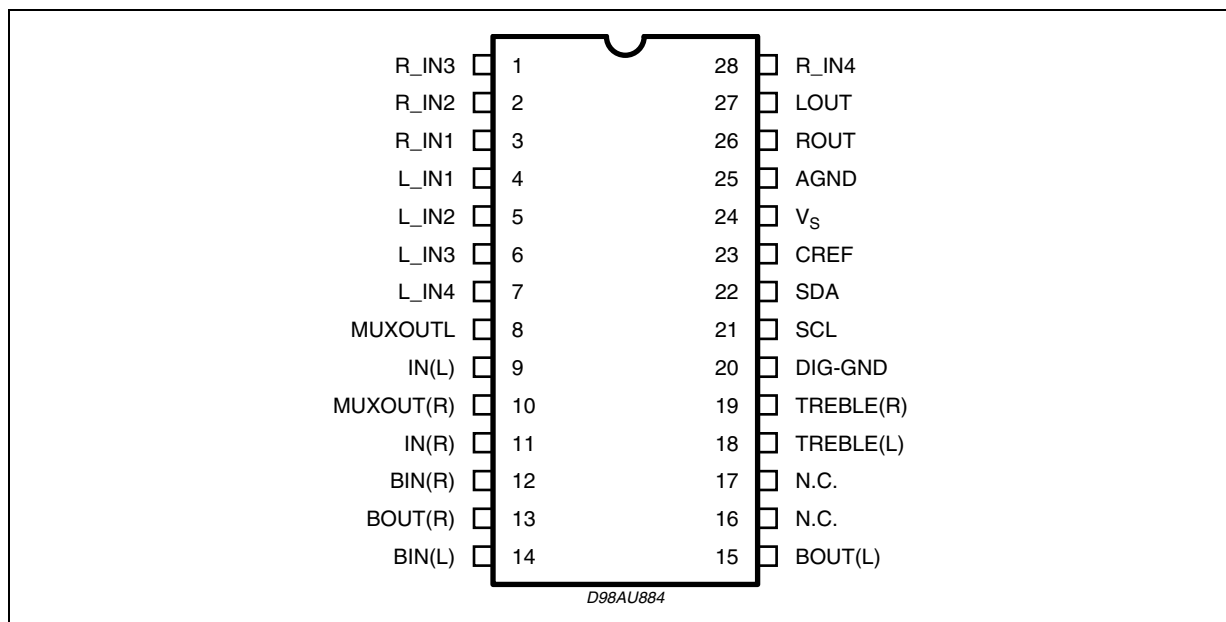 R_IN3 1 28 R_IN4
R_IN2 2 27 LOUT
R_IN1 3 26 ROUT
L_IN1 4 25 AGND
L_IN2 5 24 VS
L_IN3 6 23 CREF
L_IN4 7 22 SDA
MUXOUTL 8 21 SCL
IN(L) 9 20 DIG-GND
MUXOUT(R) 10 19 TREBLE(R)
IN(R) 11 18 TREBLE(L)
BIN(R) 12 17 N.C.
BOUT(R) 13 16 N.C.
BIN(L) 14 15 BOUT(L)
D98AU884